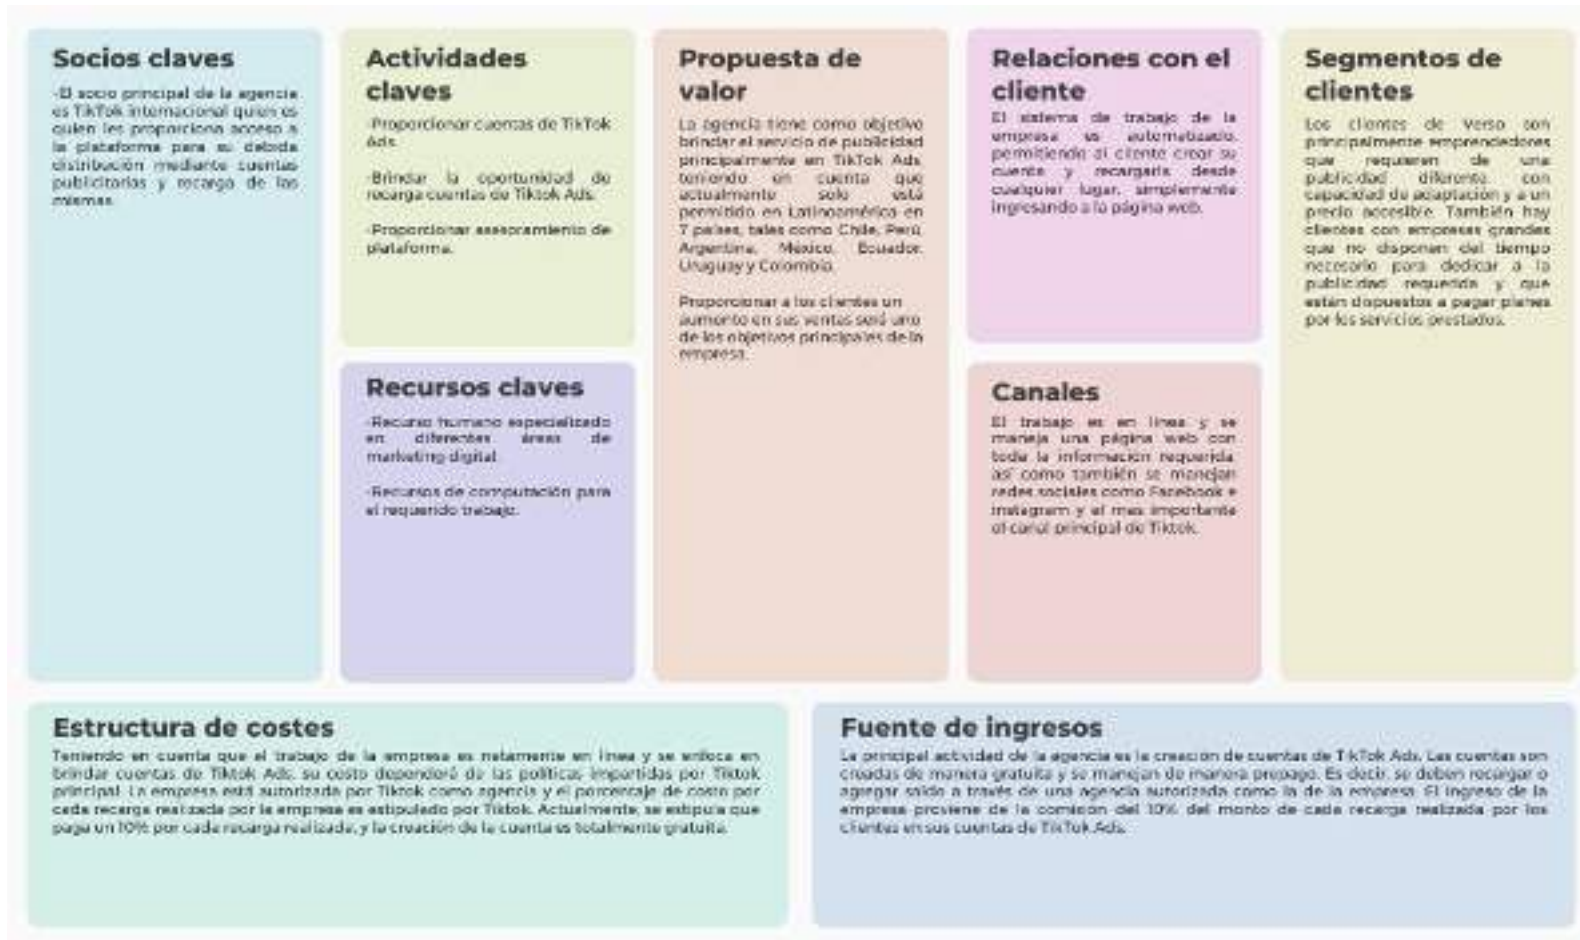 Socios claves
-El socio principal de la agencia
es TikTok internacional quien es
quien les proporciona acceso a
la plataforma para su debida
distribución mediante cuentas
publicitarias y recarga de las
mismas.
Actividades
claves
-Proporcionar cuentas de TikTok
Ads.
-Brindar la oportunidad de
recarga cuentas de Tiktok Ads.
-Proporcionar asesoramiento de
plataforma.
Recursos claves
-Recurso humano especializado
en diferentes áreas de
marketing digital.
-Recursos de computación para
el requerido trabajo.
Propuesta de
valor
La agencia tiene como objetivo
brindar el servicio de publicidad
principalmente en TikTok Ads,
teniendo en cuenta que
actualmente solo está
permitido en Latinoamérica en
7 países, tales como Chile, Perú,
Argentina, México, Ecuador,
Uruguay y Colombia.
Proporcionar a los clientes un
aumento en sus ventas será uno
de los objetivos principales de la
empresa.
Relaciones con el
cliente
El sistema de trabajo de la
empresa es automatizado,
permitiendo al cliente crear su
cuenta y recargarla desde
cualquier lugar, simplemente
ingresando a la página web.
Canales
El trabajo es en línea y se
maneja una página web con
toda la información requerida,
así como también se manejan
redes sociales como Facebook e
instagram y el mas importante
el canal principal de Tiktok.
Segmentos de
clientes
Los clientes de Verso son
principalmente emprendedores
que requieren de una
publicidad diferente, con
capacidad de adaptación y a un
precio accesible. También hay
clientes con empresas grandes
que no disponen del tiempo
necesario para dedicar a la
publicidad requerida y que
están dispuestos a pagar planes
por los servicios prestados.
Estructura de costes
Teniendo en cuenta que el trabajo de la empresa es netamente en línea y se enfoca en
brindar cuentas de Tiktok Ads, su costo dependerá de las políticas impartidas por Tiktok
principal. La empresa está autorizada por Tiktok como agencia y el porcentaje de costo por
cada recarga realizada por la empresa es estipulado por Tiktok. Actualmente, se estipula que
paga un 10% por cada recarga realizada, y la creación de la cuenta es totalmente gratuita.
Fuente de ingresos
La principal actividad de la agencia es la creación de cuentas de TikTok Ads. Las cuentas son
creadas de manera gratuita y se manejan de manera prepago. Es decir, se deben recargar o
agregar saldo a través de una agencia autorizada como la de la empresa. El ingreso de la
empresa proviene de la comisión del 10% del monto de cada recarga realizada por los
clientes en sus cuentas de TikTok Ads.